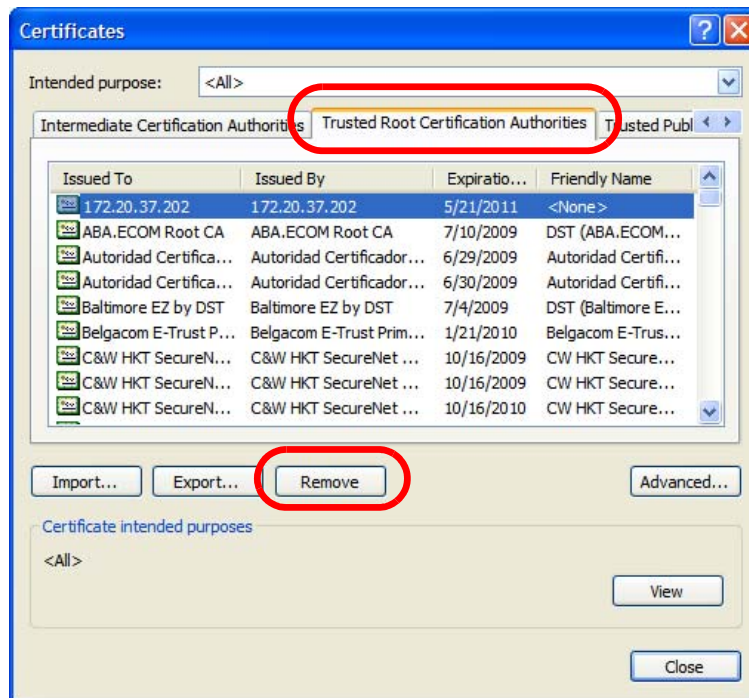 Certificates
Intended purpose: <All>
Intermediate Certification Authorities Trusted Root Certification Authorities Trusted Publ
Issued To Issued By Expiratio... Friendly Name
172.20.37.202 172.20.37.202 5/21/2011 <None>
ABA.ECOM Root CA ABA.ECOM Root CA 7/10/2009 DST (ABA.ECOM...
Autoridad Certifica... Autoridad Certificador... 6/29/2009 Autoridad Certifi...
Autoridad Certifica... Autoridad Certificador... 6/30/2009 Autoridad Certifi...
Baltimore EZ by DST Baltimore EZ by DST 7/4/2009 DST (Baltimore E...
Belgacom E-Trust P... Belgacom E-Trust Prim... 1/21/2010 Belgacom E-Trus...
C&W HKT SecureN... C&W HKT SecureNet ... 10/16/2009 CW HKT Secure...
C&W HKT SecureN... C&W HKT SecureNet ... 10/16/2009 CW HKT Secure...
C&W HKT SecureN... C&W HKT SecureNet ... 10/16/2010 CW HKT Secure...
Import... Export... Remove Advanced...
Certificate intended purposes
<All>
View
Close